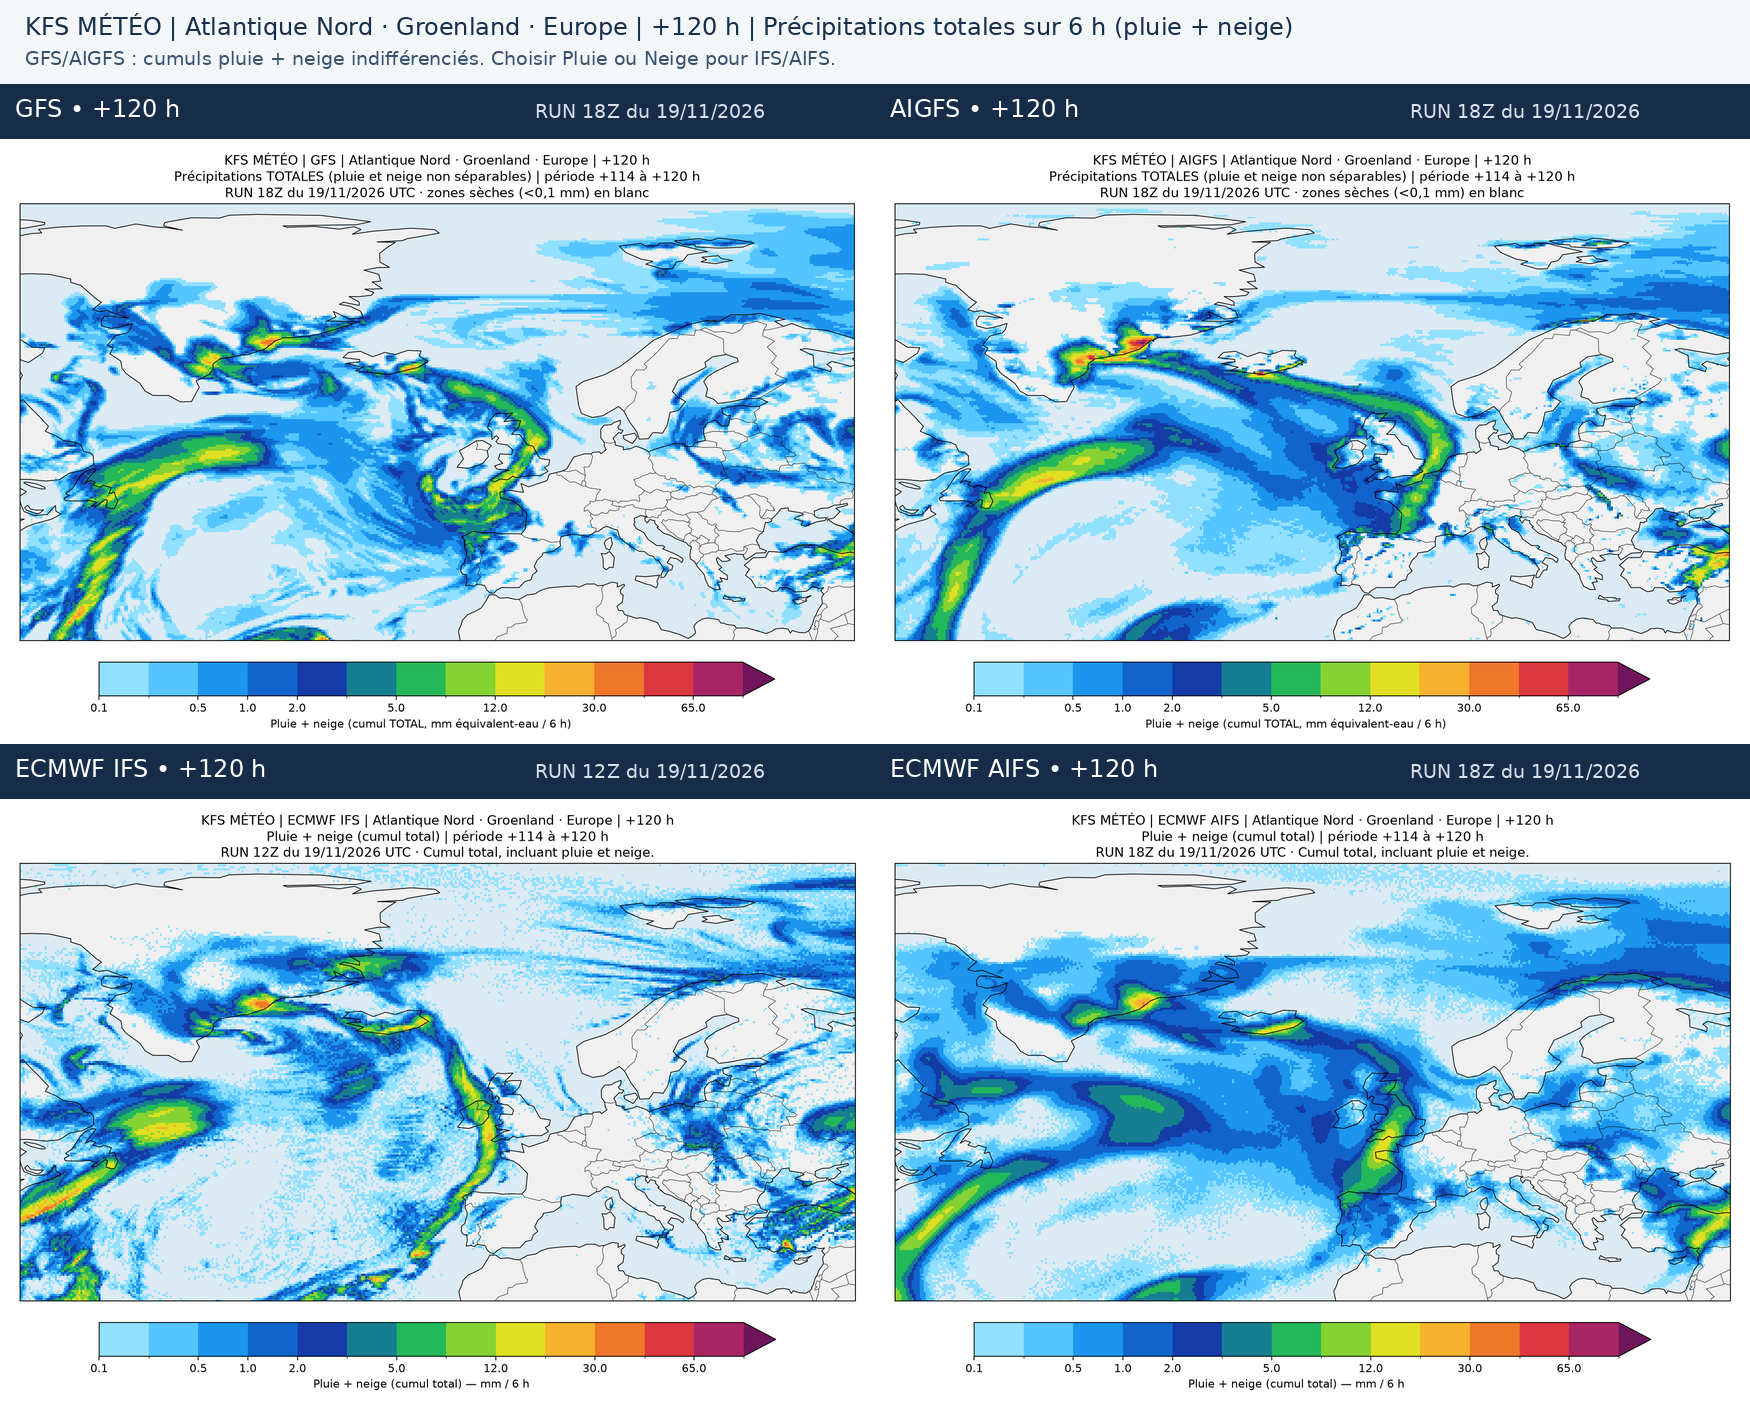 KFS MÉTÉO | Atlantique Nord · Groenland · Europe | +120 h | Précipitations totales sur 6 h (pluie + neige)
GFS/AIGFS : cumuls pluie + neige indifférenciés. Choisir Pluie ou Neige pour IFS/AIFS.
GFS • +120 h
RUN 18Z du 19/11/2026
KFS MÉTÉO | GFS | Atlantique Nord · Groenland · Europe | +120 h
Précipitations TOTALES (pluie et neige non séparables) | période +114 à +120 h
RUN 18Z du 19/11/2026 UTC · zones sèches (<0,1 mm) en blanc
0.1 0.5 1.0 2.0 5.0 12.0 30.0 65.0
Pluie + neige (cumul TOTAL, mm équivalent-eau / 6 h)
AIGFS • +120 h
RUN 18Z du 19/11/2026
KFS MÉTÉO | AIGFS | Atlantique Nord · Groenland · Europe | +120 h
Précipitations TOTALES (pluie et neige non séparables) | période +114 à +120 h
RUN 18Z du 19/11/2026 UTC · zones sèches (<0,1 mm) en blanc
0.1 0.5 1.0 2.0 5.0 12.0 30.0 65.0
Pluie + neige (cumul TOTAL, mm équivalent-eau / 6 h)
ECMWF IFS • +120 h
RUN 12Z du 19/11/2026
KFS MÉTÉO | ECMWF IFS | Atlantique Nord · Groenland · Europe | +120 h
Pluie + neige (cumul total) | période +114 à +120 h
RUN 12Z du 19/11/2026 UTC · Cumul total, incluant pluie et neige.
0.1 0.5 1.0 2.0 5.0 12.0 30.0 65.0
Pluie + neige (cumul total) — mm / 6 h
ECMWF AIFS • +120 h
RUN 18Z du 19/11/2026
KFS MÉTÉO | ECMWF AIFS | Atlantique Nord · Groenland · Europe | +120 h
Pluie + neige (cumul total) | période +114 à +120 h
RUN 18Z du 19/11/2026 UTC · Cumul total, incluant pluie et neige.
0.1 0.5 1.0 2.0 5.0 12.0 30.0 65.0
Pluie + neige (cumul total) — mm / 6 h